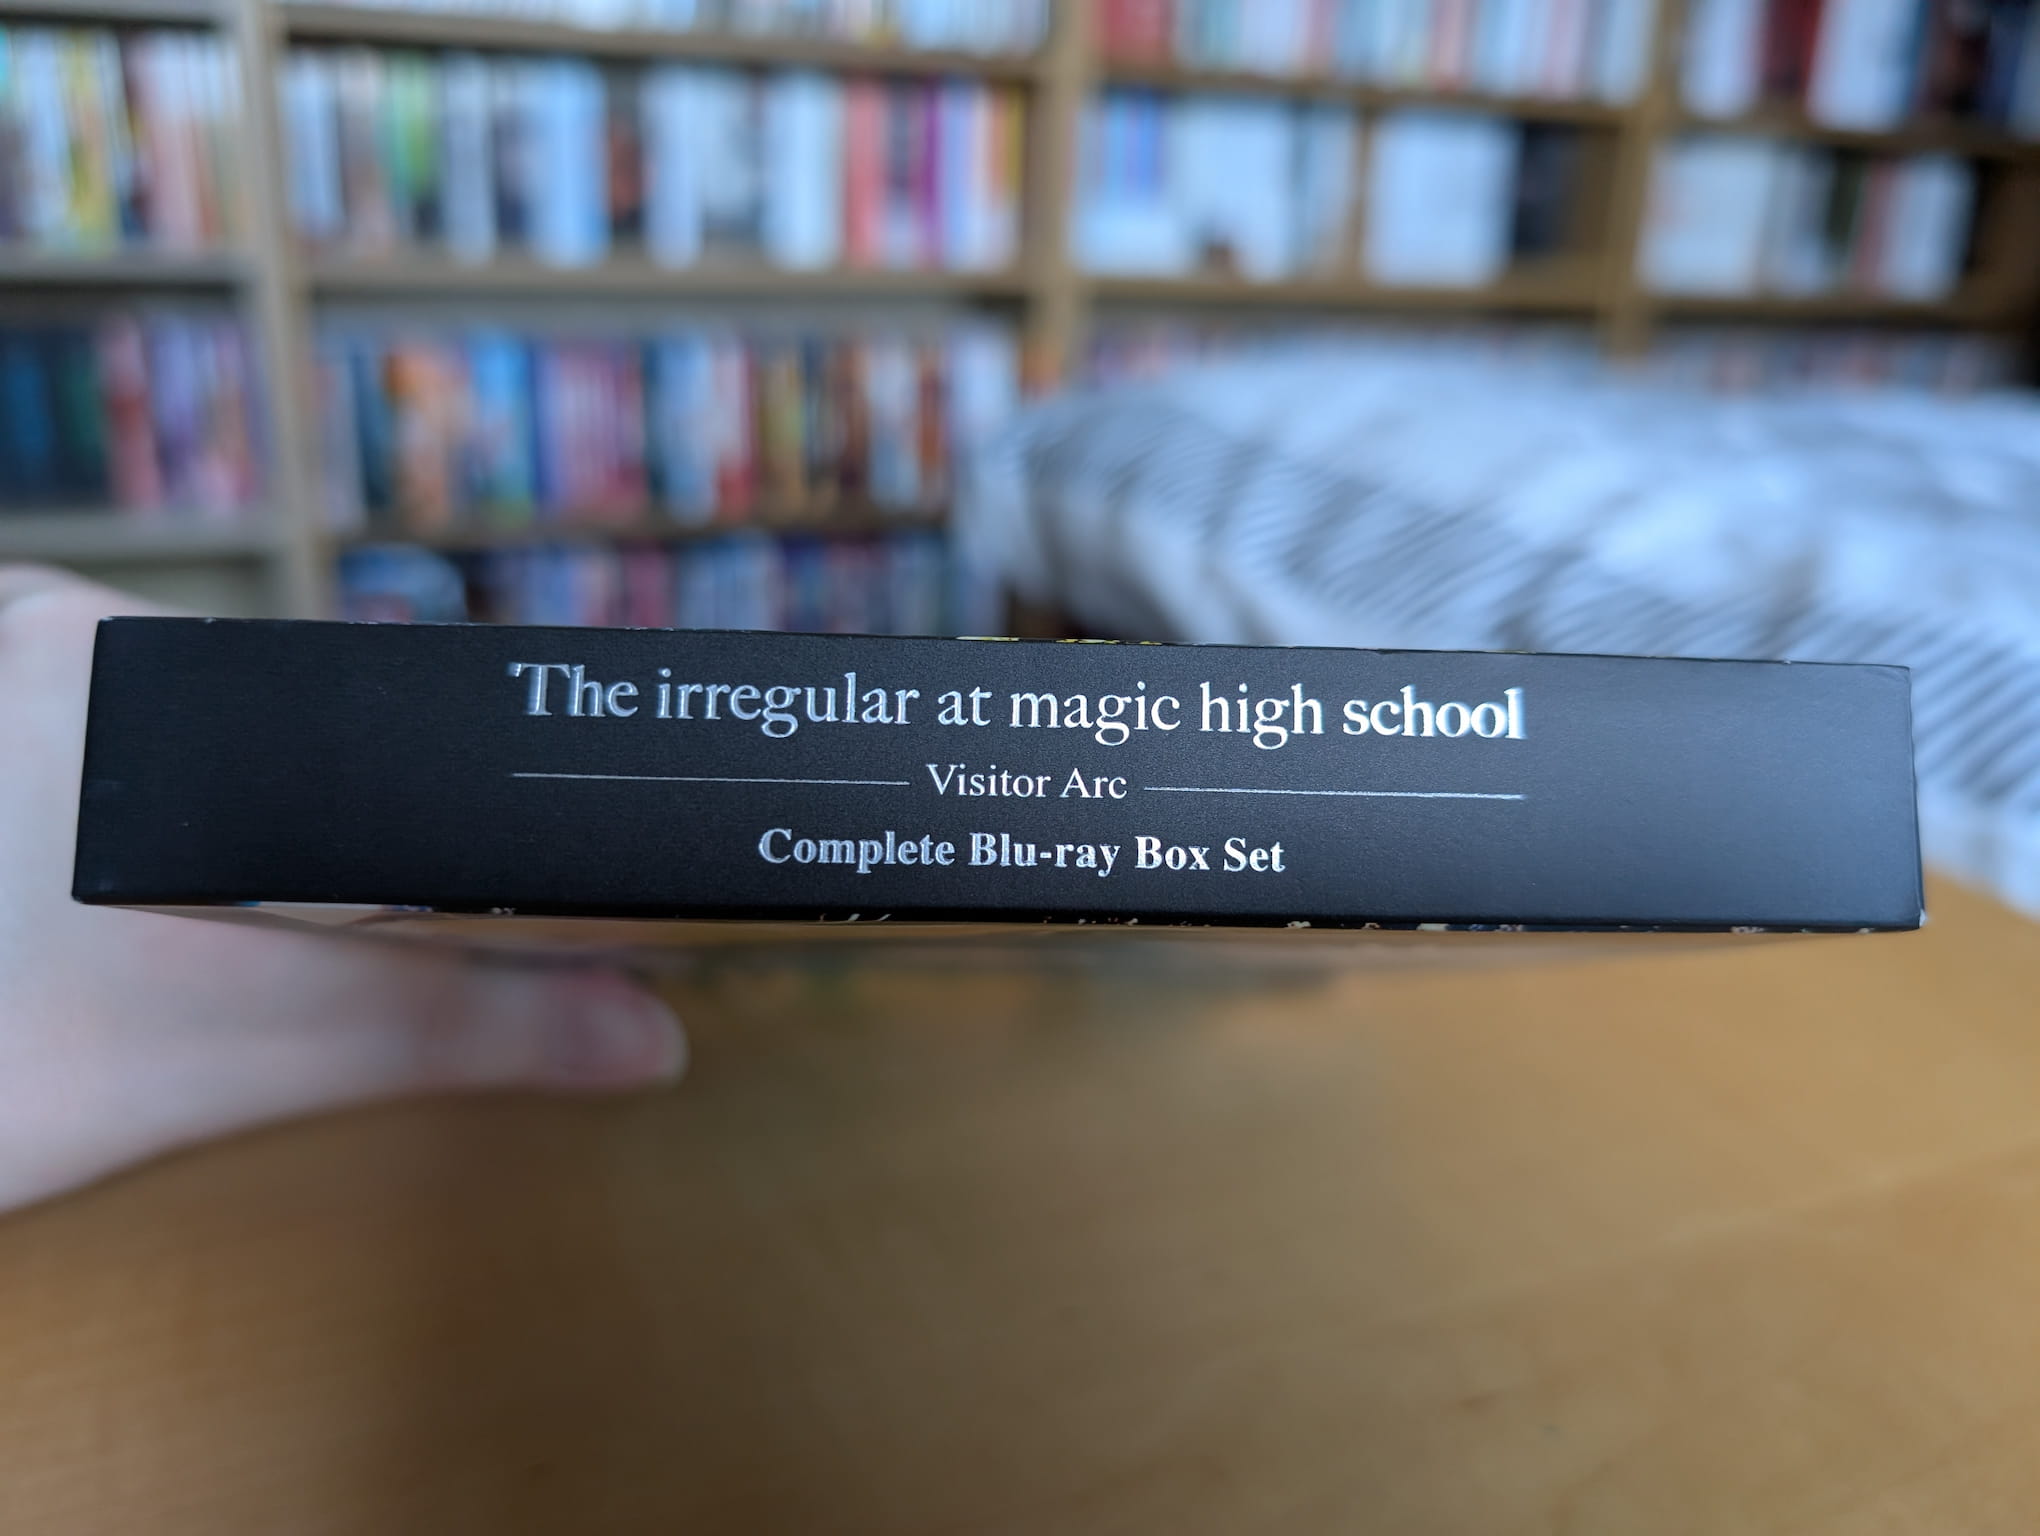 The irregular at magic high school
Visitor Arc
Complete Blu-ray Box Set